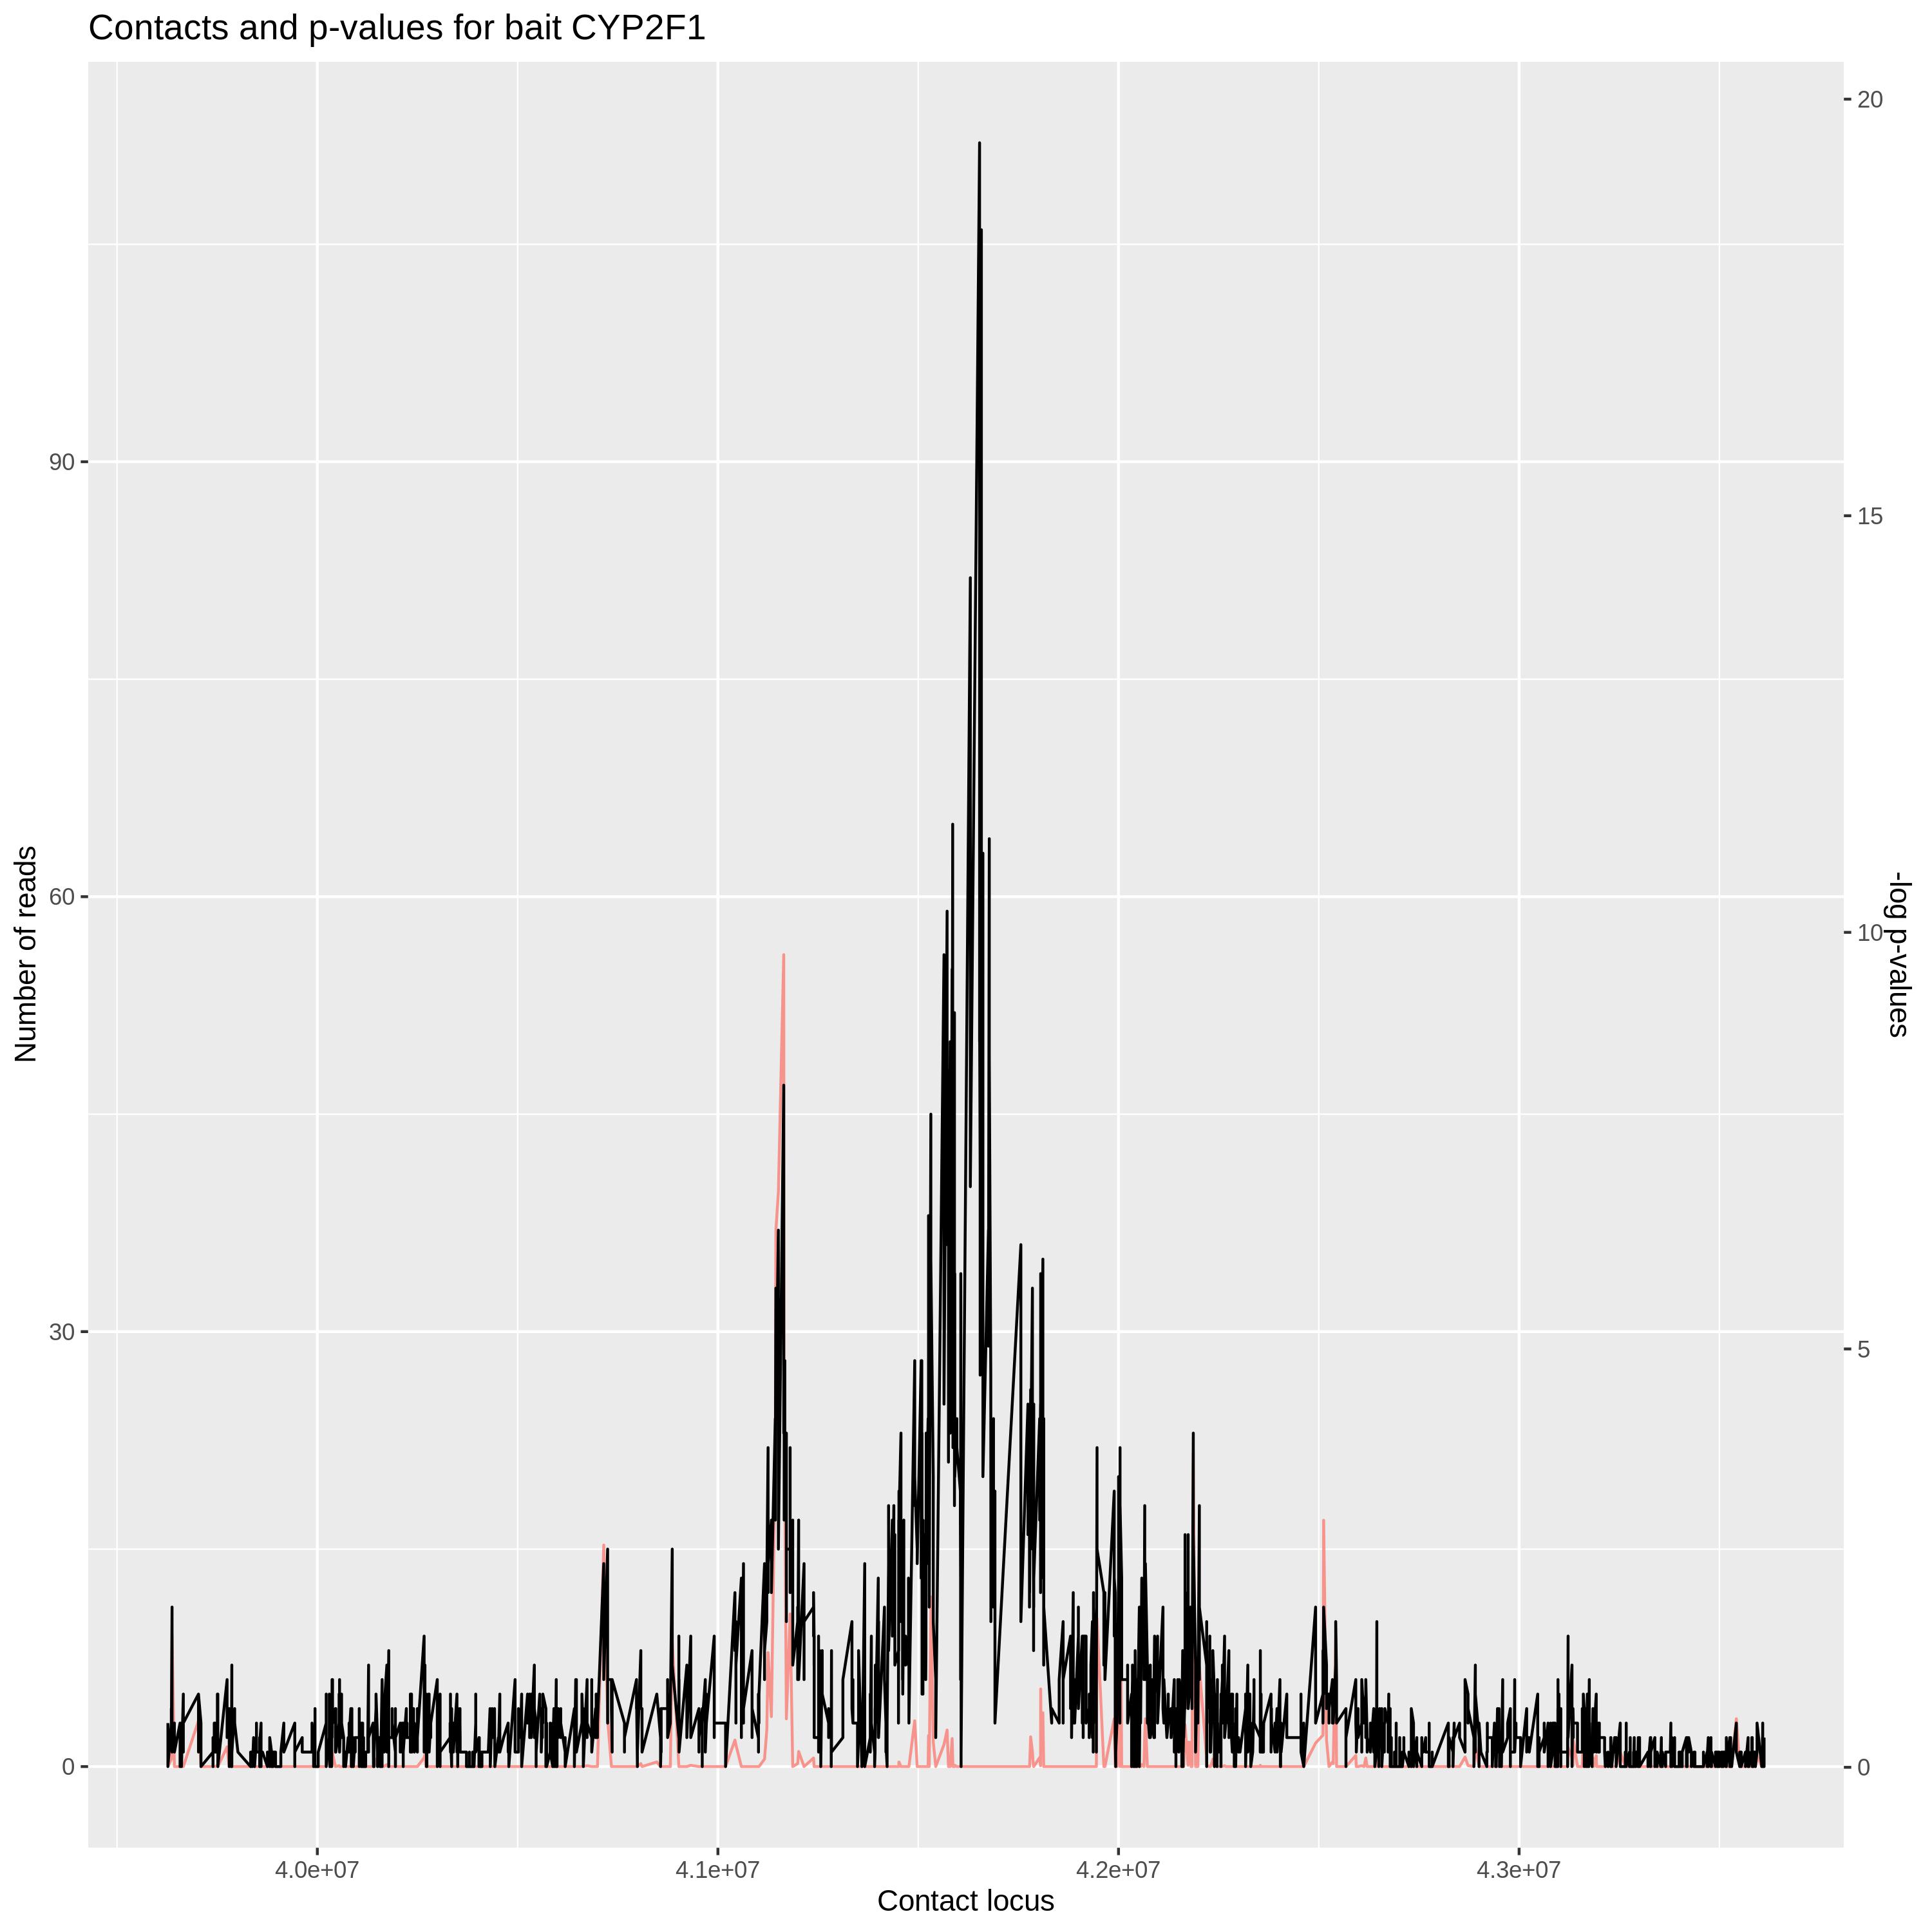 Contacts and p-values for bait CYP2F1
Number of reads
90
60
30
0
20
15
10
5
0
-log p-values
4.0e+07 4.1e+07 4.2e+07 4.3e+07
Contact locus